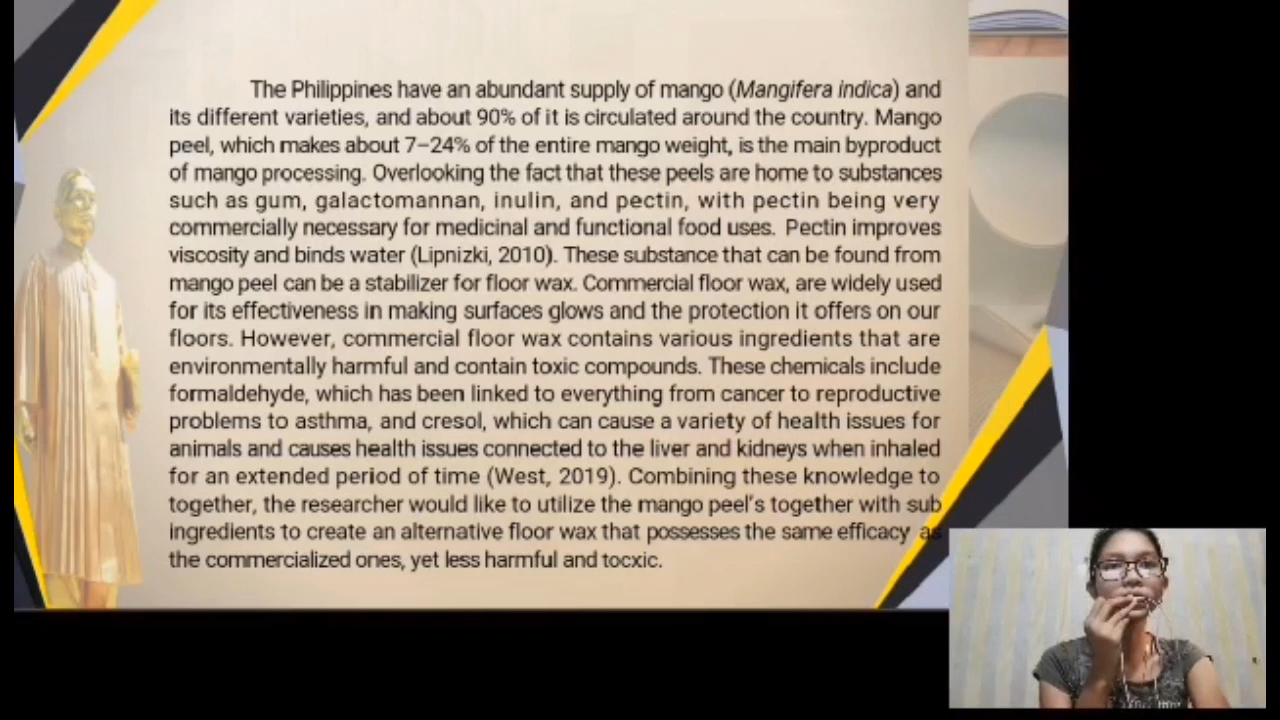 The Philippines have an abundant supply of mango (Mangifera indica) and
its different varieties, and about 90% of it is circulated around the country. Mango
peel, which makes about 7–24% of the entire mango weight, is the main byproduct
of mango processing. Overlooking the fact that these peels are home to substances
such as gum, galactomannan, inulin, and pectin, with pectin being very
commercially necessary for medicinal and functional food uses. Pectin improves
viscosity and binds water (Lipnizki, 2010). These substance that can be found from
mango peel can be a stabilizer for floor wax. Commercial floor wax, are widely used
for its effectiveness in making surfaces glows and the protection it offers on our
floors. However, commercial floor wax contains various ingredients that are
environmentally harmful and contain toxic compounds. These chemicals include
formaldehyde, which has been linked to everything from cancer to reproductive
problems to asthma, and cresol, which can cause a variety of health issues for
animals and causes health issues connected to the liver and kidneys when inhaled
for an extended period of time (West, 2019). Combining these knowledge to
together, the researcher would like to utilize the mango peel's together with sub
ingredients to create an alternative floor wax that possesses the same efficacy as
the commercialized ones, yet less harmful and tocxic.